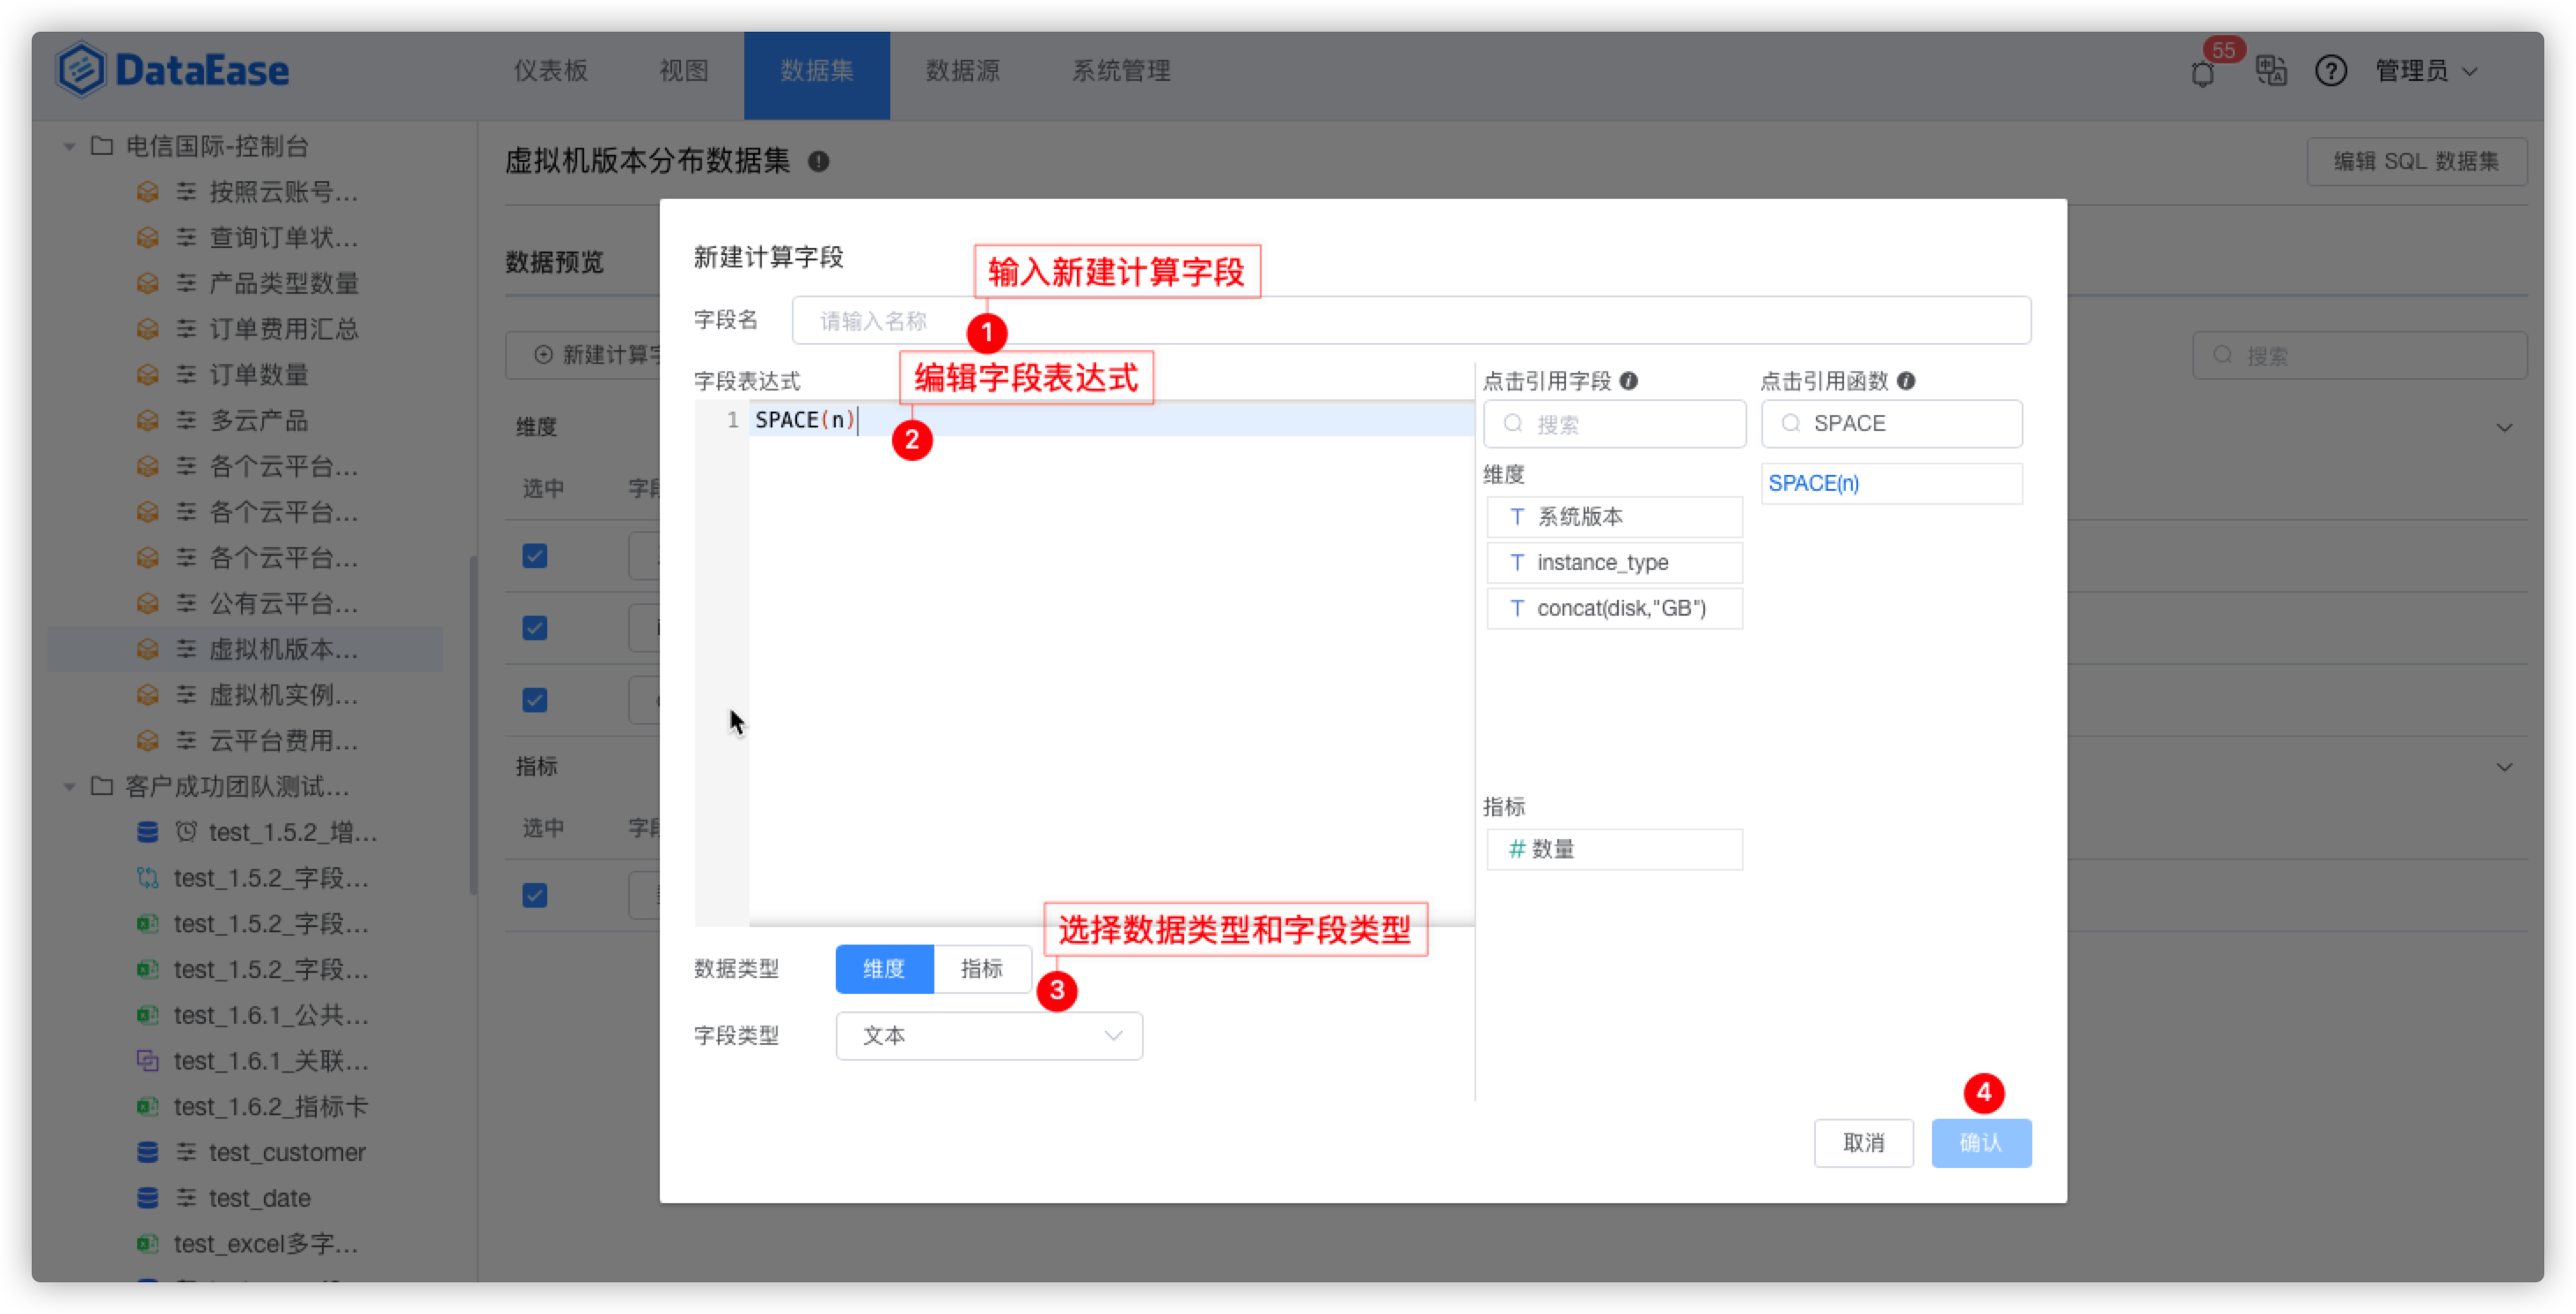 DataEase
仪表板
视图
数据集
数据源
系统管理
55
管理员
电信国际-控制台
按照云账号...
查询订单状...
产品类型数量
订单费用汇总
订单数量
多云产品
各个云平台...
各个云平台...
各个云平台...
公有云平台...
虚拟机版本...
虚拟机实例...
云平台费用...
客户成功团队测试...
test_1.5.2_增...
test_1.5.2_字段...
test_1.5.2_字段...
test_1.5.2_字段...
test_1.6.1_公共...
test_1.6.1_关联...
test_1.6.2_指标卡
test_customer
test_date
test_excel多字...
虚拟机版本分布数据集
编辑 SQL 数据集
数据预览
新建计算字
搜索
维度
选中
字段
指标
选中
字段
新建计算字段
输入新建计算字段
字段名
请输入名称
1
字段表达式
编辑字段表达式
2
1 SPACE(n)
点击引用字段
搜索
维度
T 系统版本
T instance_type
T concat(disk,"GB")
指标
# 数量
点击引用函数
SPACE
SPACE(n)
选择数据类型和字段类型
数据类型
维度
指标
3
字段类型
文本
4
取消
确认